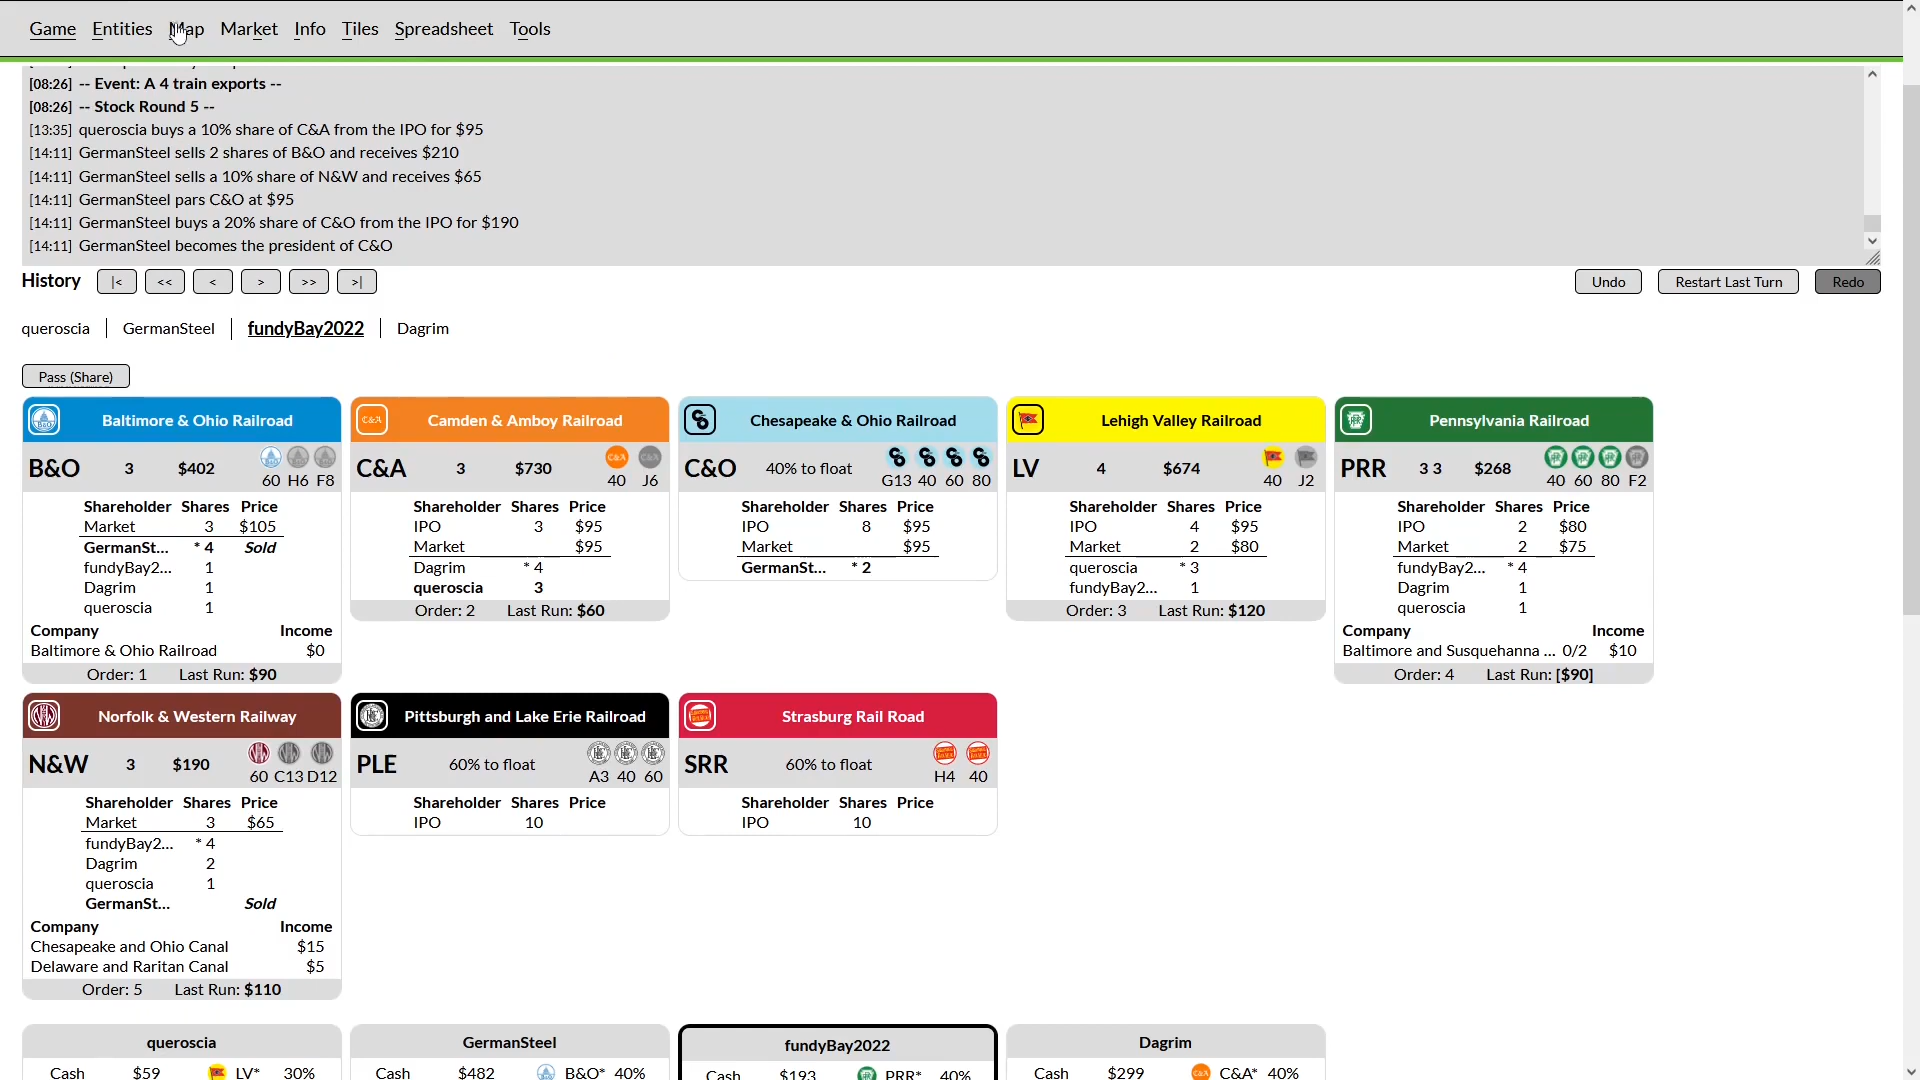 Game Entities Map Market Info Tiles Spreadsheet Tools
[08:26] -- Event: A 4 train exports --
[08:26] -- Stock Round 5 --
[13:35] queroscia buys a 10% share of C&A from the IPO for $95
[14:11] GermanSteel sells 2 shares of B&O and receives $210
[14:11] GermanSteel sells a 10% share of N&W and receives $65
[14:11] GermanSteel pars C&O at $95
[14:11] GermanSteel buys a 20% share of C&O from the IPO for $190
[14:11] GermanSteel becomes the president of C&O
History |< << < > >> >| Undo Restart Last Turn Redo
queroscia GermanSteel fundyBay2022 Dagrim
Pass (Share)
Baltimore & Ohio Railroad
B&O 3 $402 60 H6 F8
Shareholder Shares Price
Market 3 $105
GermanSt... * 4 Sold
fundyBay2... 1
Dagrim 1
queroscia 1
Company Income
Baltimore & Ohio Railroad $0
Order: 1 Last Run: $90
Camden & Amboy Railroad
C&A 3 $730 40 J6
Shareholder Shares Price
IPO 3 $95
Market $95
Dagrim * 4
queroscia 3
Order: 2 Last Run: $60
Chesapeake & Ohio Railroad
C&O 40% to float G13 40 60 80
Shareholder Shares Price
IPO 8 $95
Market $95
GermanSt... * 2
Lehigh Valley Railroad
LV 4 $674 40 J2
Shareholder Shares Price
IPO 4 $95
Market 2 $80
queroscia * 3
fundyBay2... 1
Order: 3 Last Run: $120
Pennsylvania Railroad
PRR 3 3 $268 40 60 80 F2
Shareholder Shares Price
IPO 2 $80
Market 2 $75
fundyBay2... * 4
Dagrim 1
queroscia 1
Company Income
Baltimore and Susquehanna ... 0/2 $10
Order: 4 Last Run: [$90]
Norfolk & Western Railway
N&W 3 $190 60 C13 D12
Shareholder Shares Price
Market 3 $65
fundyBay2... * 4
Dagrim 2
queroscia 1
GermanSt... Sold
Company Income
Chesapeake and Ohio Canal $15
Delaware and Raritan Canal $5
Order: 5 Last Run: $110
Pittsburgh and Lake Erie Railroad
PLE 60% to float A3 40 60
Shareholder Shares Price
IPO 10
Strasburg Rail Road
SRR 60% to float H4 40
Shareholder Shares Price
IPO 10
queroscia
Cash $59 LV* 30%
GermanSteel
Cash $482 B&O* 40%
fundyBay2022
Cash $193 PRR* 40%
Dagrim
Cash $299 C&A* 40%